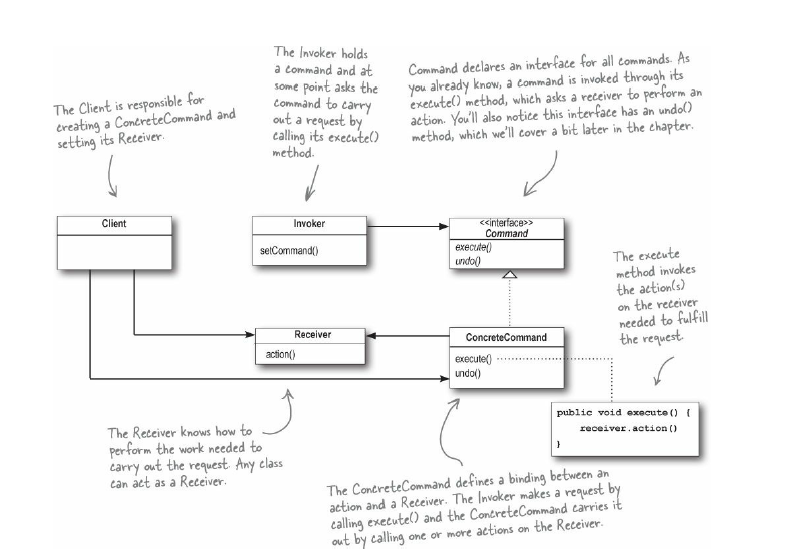 The Invoker holds
a command and at
some point asks the
command to carry
out a request by
calling its execute()
method.
Command declares an interface for all commands. As
you already know, a command is invoked through its
execute() method, which asks a receiver to perform an
action. You'll also notice this interface has an undo()
method, which we'll cover a bit later in the chapter.
The Client is responsible for
creating a ConcreteCommand and
setting its Receiver.
Client
Invoker
setCommand()
<<interface>>
Command
execute()
undo()
The execute
method invokes
the action(s)
on the receiver
needed to fulfill
the request.
Receiver
action()
ConcreteCommand
execute()
undo()
public void execute() {
receiver.action()
}
The Receiver knows how to
perform the work needed to
carry out the request. Any class
can act as a Receiver.
The ConcreteCommand defines a binding between an
action and a Receiver. The Invoker makes a request by
calling execute() and the ConcreteCommand carries it
out by calling one or more actions on the Receiver.